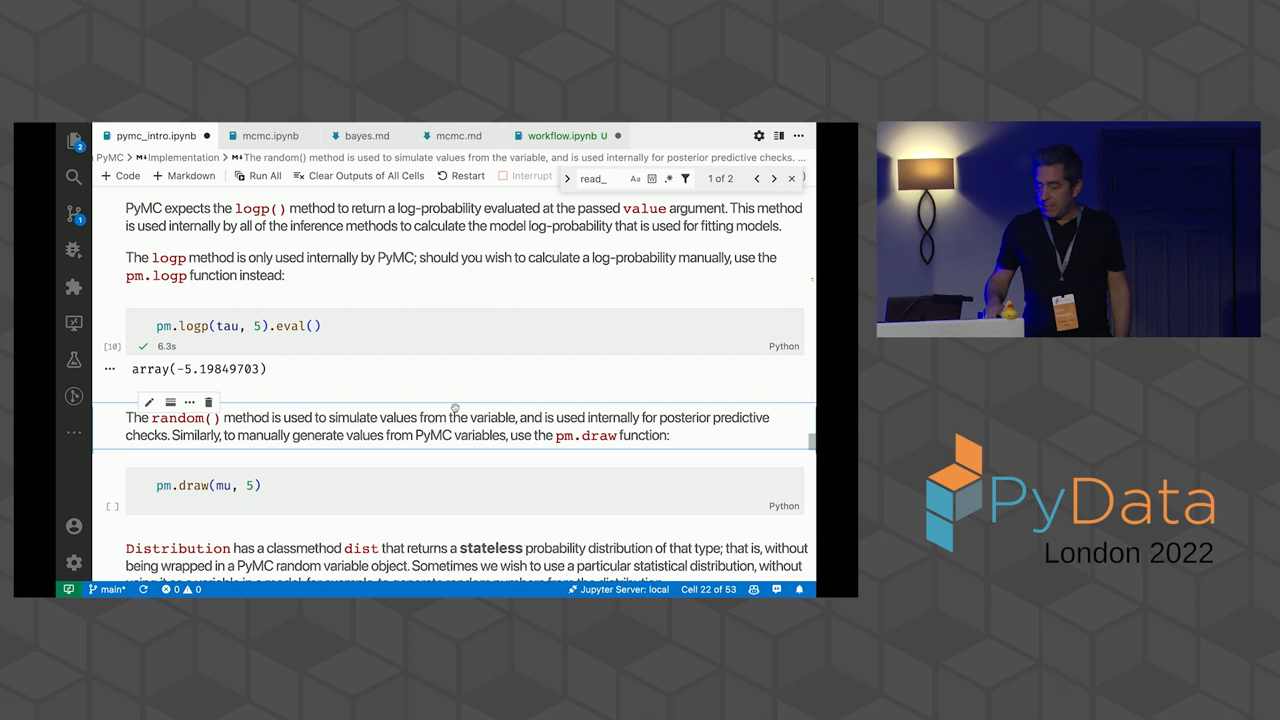 pymc_intro.ipynb
mcmc.ipynb
bayes.md
mcmc.md
workflow.ipynb U
PyMC > Implementation > The random() method is used to simulate values from the variable, and is used internally for posterior predictive checks. ...
Code
Markdown
Run All
Clear Outputs of All Cells
Restart
Interrupt
read_
Aa
1 of 2
PyMC expects the logp() method to return a log-probability evaluated at the passed value argument. This method
is used internally by all of the inference methods to calculate the model log-probability that is used for fitting models.
The logp method is only used internally by PyMC; should you wish to calculate a log-probability manually, use the
pm.logp function instead:
pm.logp(tau, 5).eval()
[10]
6.3s
Python
array(-5.19849703)
The random() method is used to simulate values from the variable, and is used internally for posterior predictive
checks. Similarly, to manually generate values from PyMC variables, use the pm.draw function:
pm.draw(mu, 5)
[ ]
Python
Distribution has a classmethod dist that returns a stateless probability distribution of that type; that is, without
being wrapped in a PyMC random variable object. Sometimes we wish to use a particular statistical distribution, without
2
1
main*
0
0
Jupyter Server: local
Cell 22 of 53
PyData
London 2022